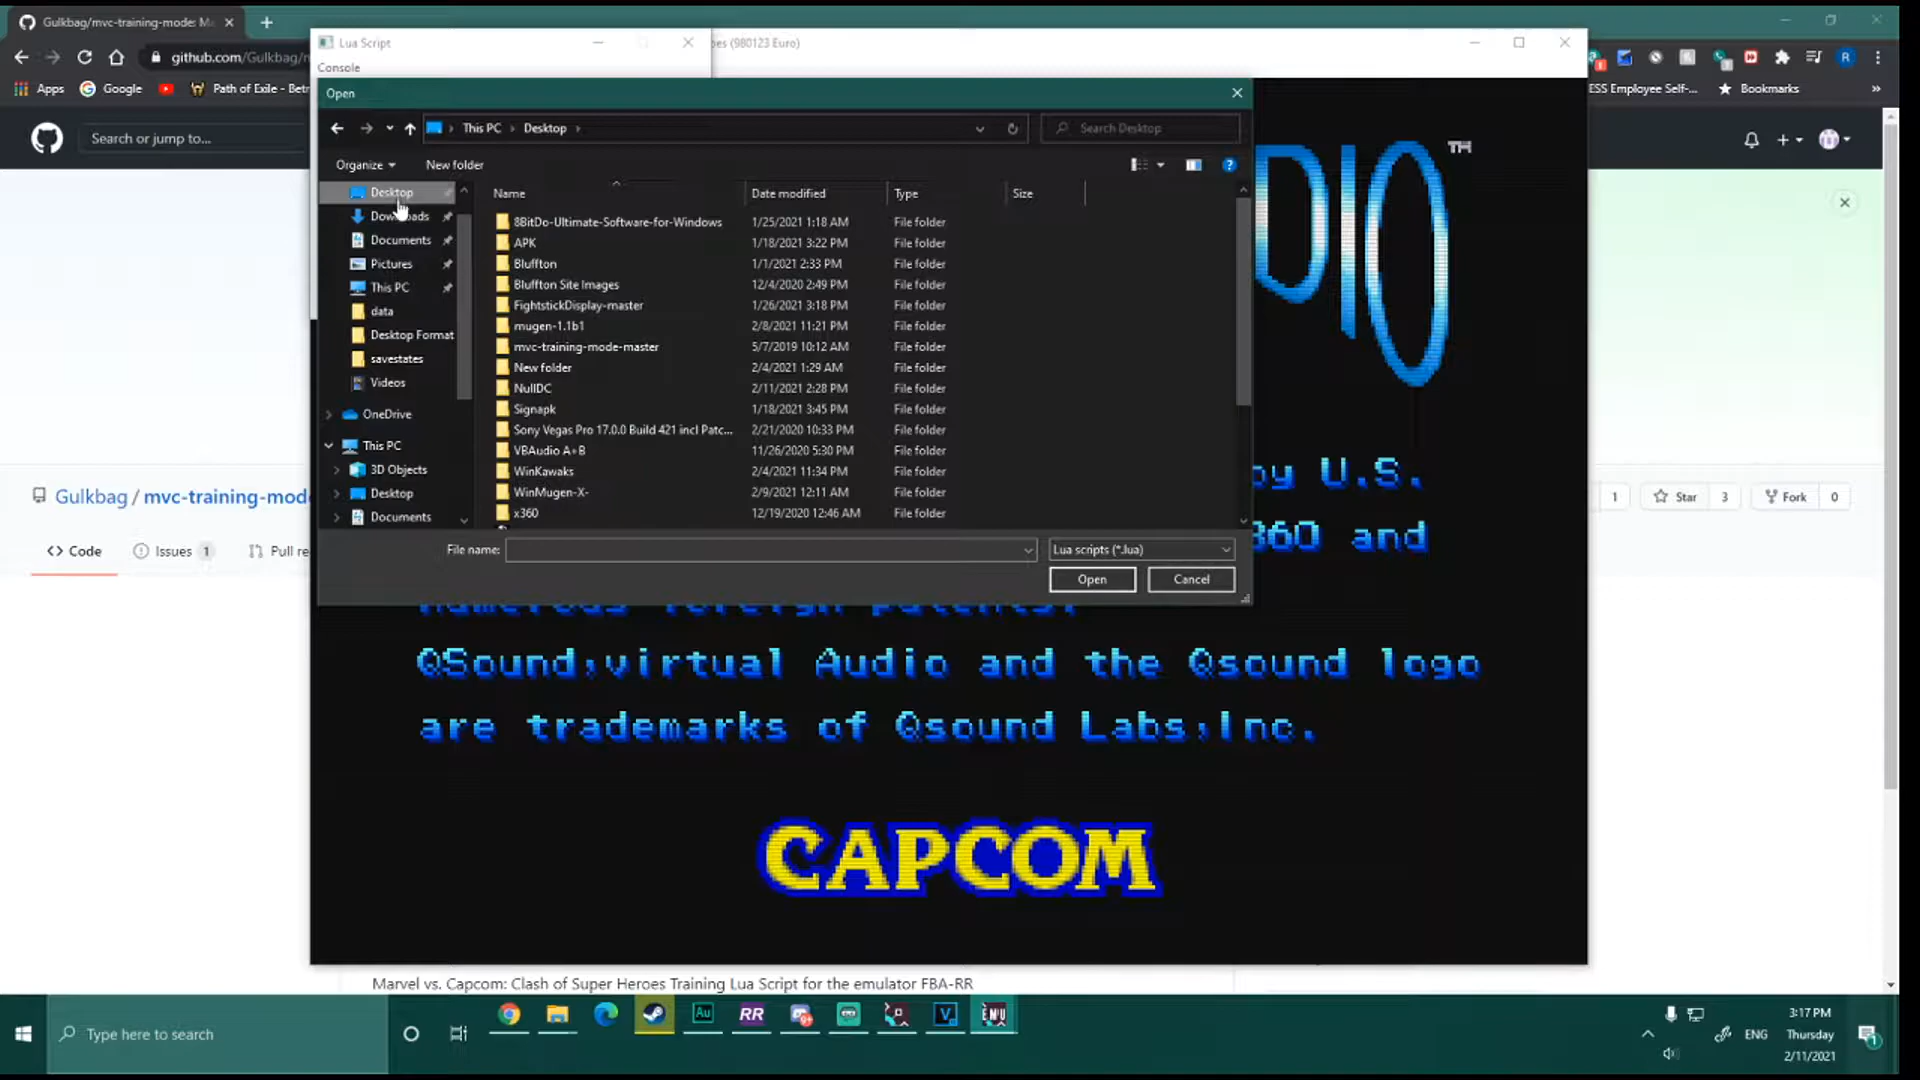 Gulkbag/mvc-training-mode: Ma
github.com/Gulkbag/m
Apps
Google
Path of Exile - Betr
ESS Employee Self-...
Bookmarks
»
Search or jump to...
Lua Script
Console
es (980123 Euro)
Open
This PC
Desktop
Search Desktop
Organize
New folder
Name
Date modified
Type
Size
Desktop
Downloads
Documents
Pictures
This PC
data
Desktop Format
savestates
Videos
OneDrive
This PC
3D Objects
Desktop
Documents
8BitDo-Ultimate-Software-for-Windows 1/25/2021 1:18 AM File folder
APK 1/18/2021 3:22 PM File folder
Bluffton 1/1/2021 2:33 PM File folder
Bluffton Site Images 12/4/2020 2:49 PM File folder
FightstickDisplay-master 1/26/2021 3:18 PM File folder
mugen-1.1b1 2/8/2021 11:21 PM File folder
mvc-training-mode-master 5/7/2019 10:12 AM File folder
New folder 2/4/2021 1:29 AM File folder
NullDC 2/11/2021 2:28 PM File folder
Signapk 1/18/2021 3:45 PM File folder
Sony Vegas Pro 17.0.0 Build 421 incl Patc... 2/21/2020 10:33 PM File folder
VBAudio A+B 11/26/2020 5:30 PM File folder
WinKawaks 2/4/2021 11:34 PM File folder
WinMugen-X- 2/9/2021 12:11 AM File folder
x360 12/19/2020 12:46 AM File folder
File name:
Lua scripts (*.lua)
Open
Cancel
DIO TM
by U.S.
360 and
numerous foreign patents.
QSound;virtual Audio and the Qsound logo
are trademarks of Qsound Labs;Inc.
CAPCOM
Gulkbag / mvc-training-mode
1
Star 3
Fork 0
Code
Issues 1
Pull re
Marvel vs. Capcom: Clash of Super Heroes Training Lua Script for the emulator FBA-RR
Type here to search
Au
RR
EMU
ENG
3:17 PM
Thursday
2/11/2021